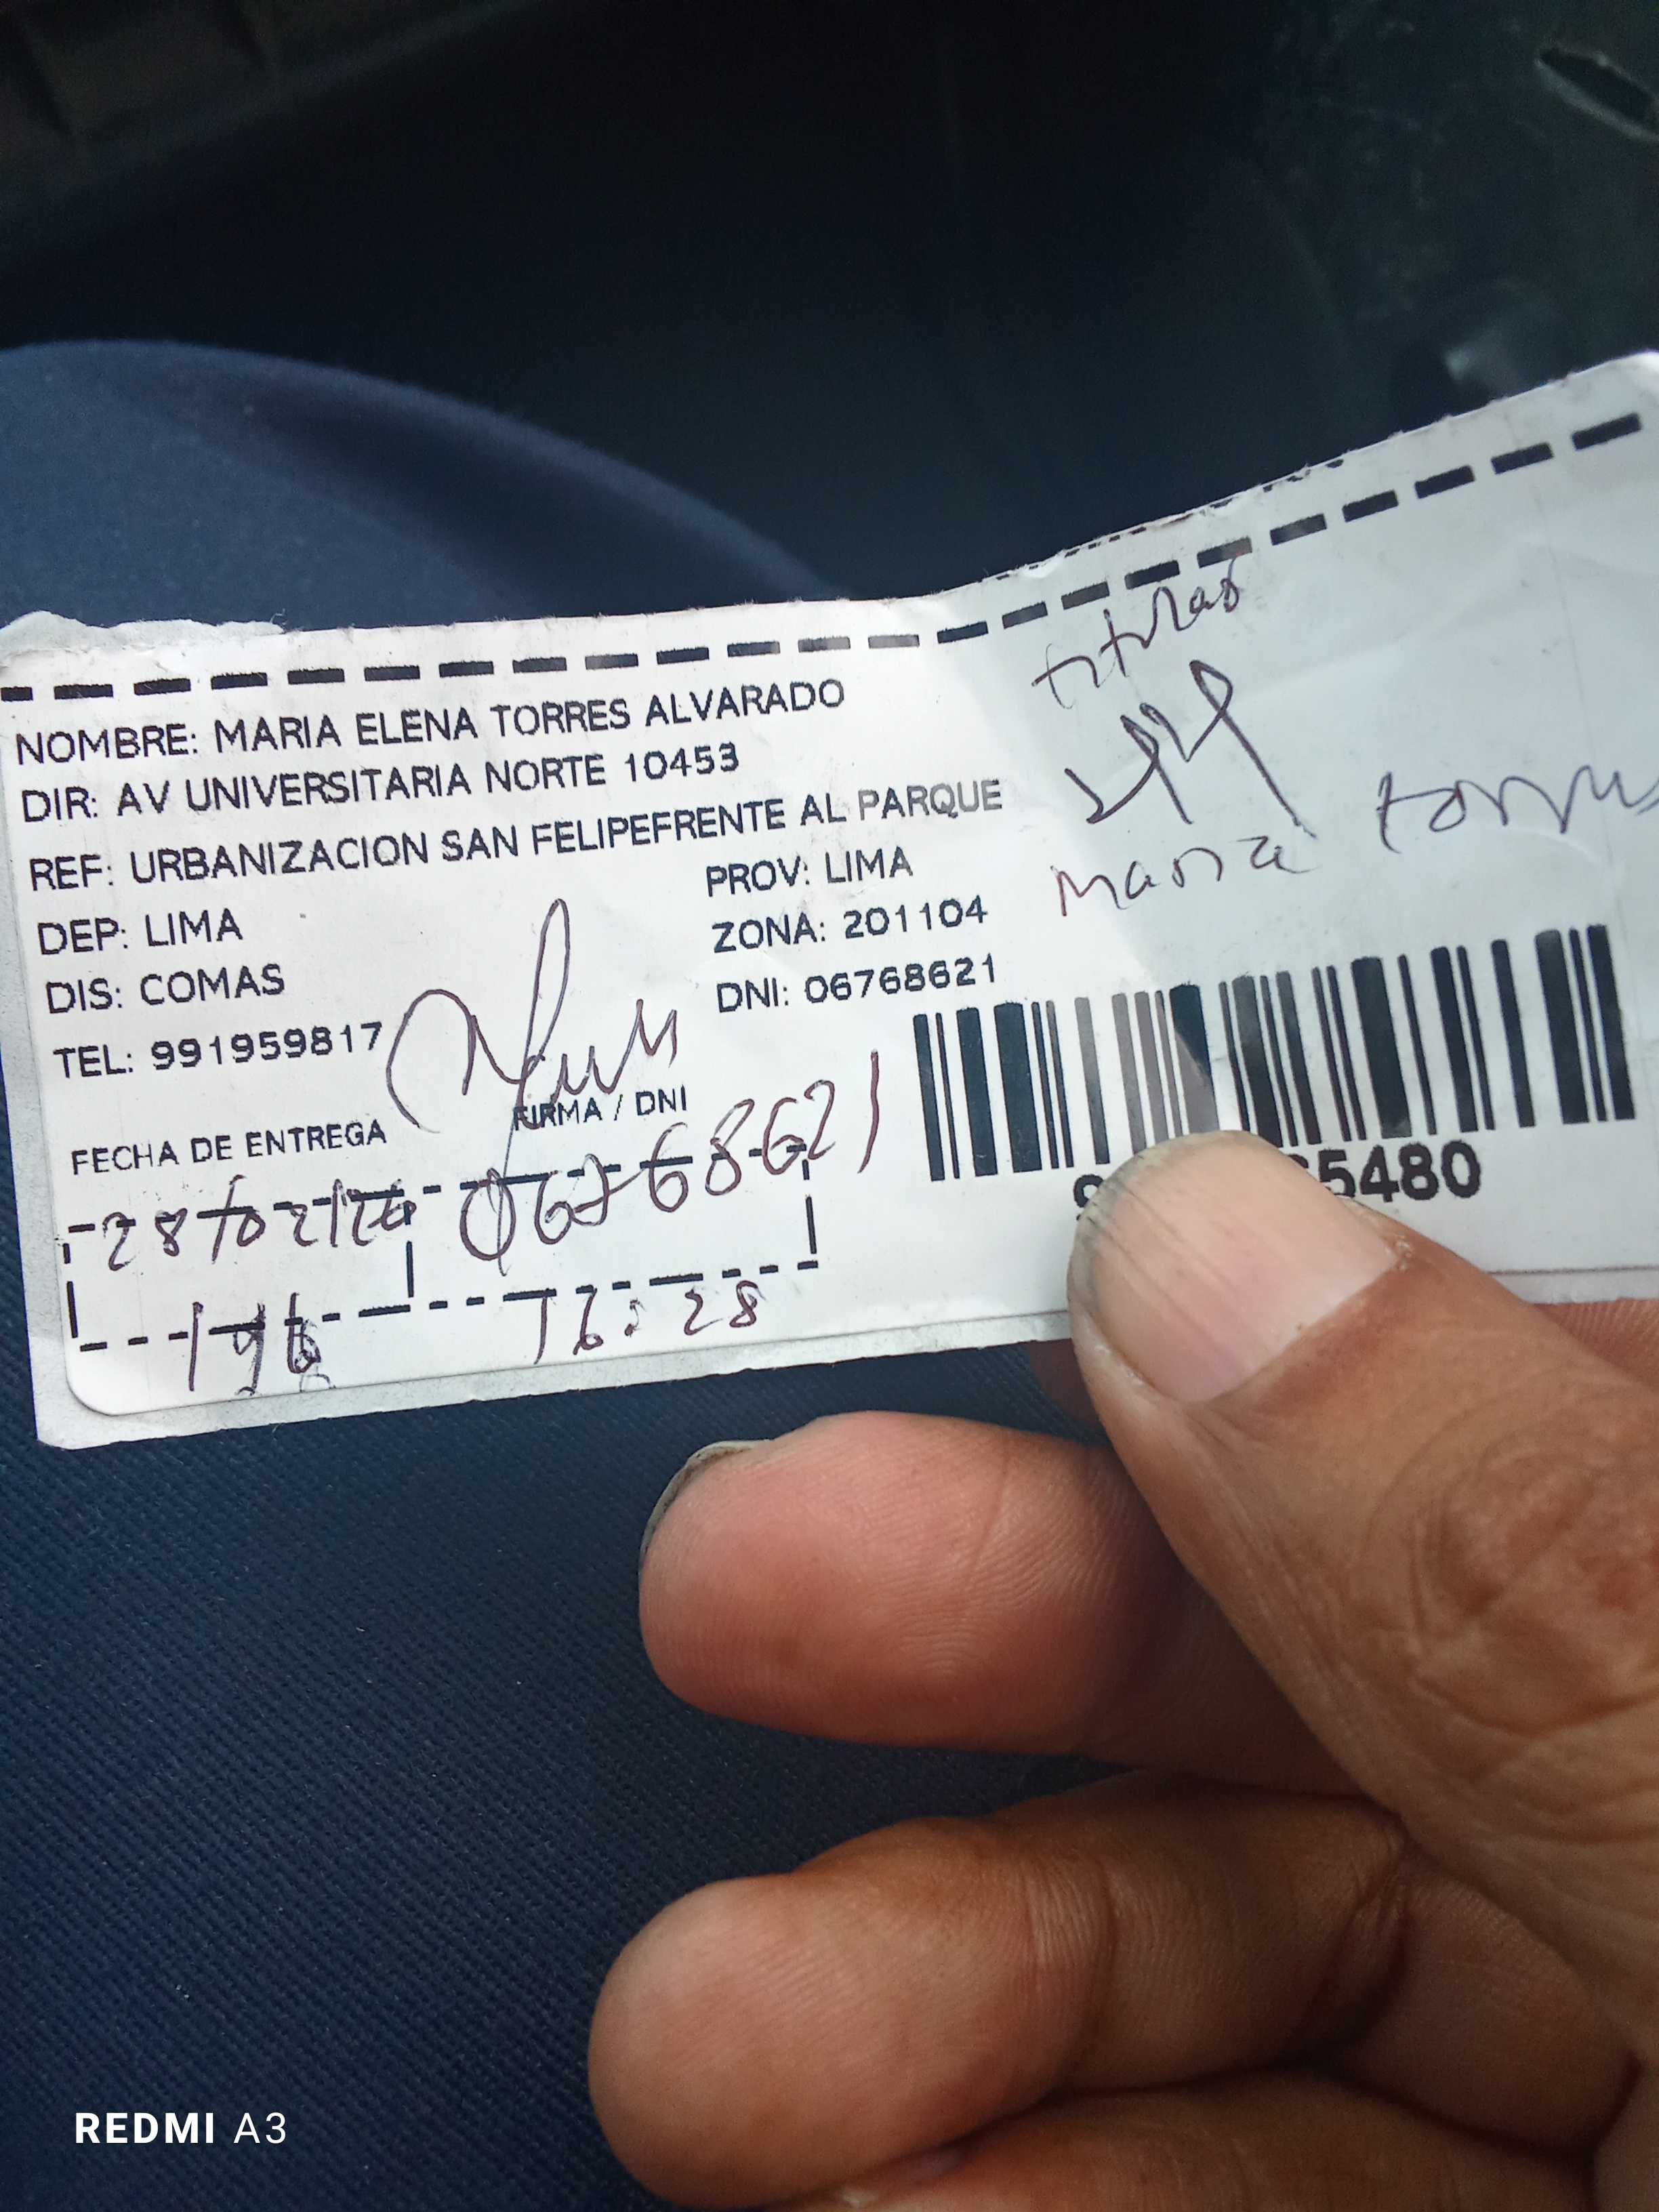 NOMBRE: MARIA ELENA TORRES ALVARADO
DIR: AV UNIVERSITARIA NORTE 10453
REF: URBANIZACION SAN FELIPEFRENTE AL PARQUE
DEP: LIMA
PROV: LIMA
DIS: COMAS
ZONA: 201104
TEL: 991959817
DNI: 06768621
FECHA DE ENTREGA
FIRMA / DNI
28/02/26
06768621
16:28
Maria torres
5480
REDMI A3